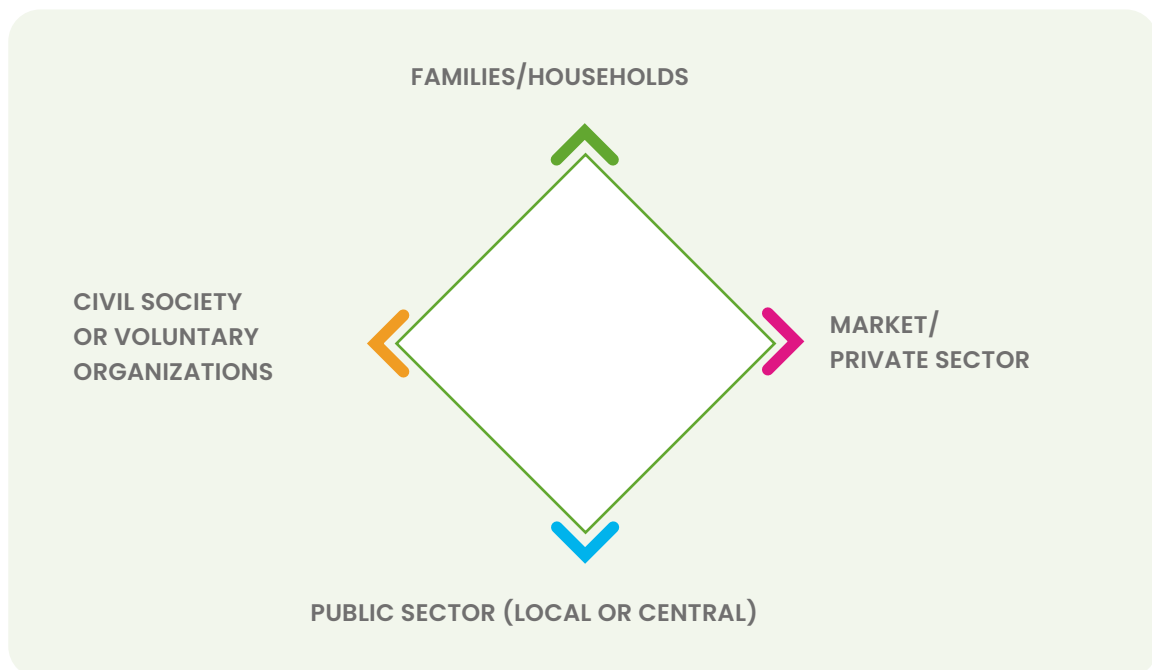 FAMILIES/HOUSEHOLDS
CIVIL SOCIETY
OR VOLUNTARY
ORGANIZATIONS
MARKET/
PRIVATE SECTOR
PUBLIC SECTOR (LOCAL OR CENTRAL)